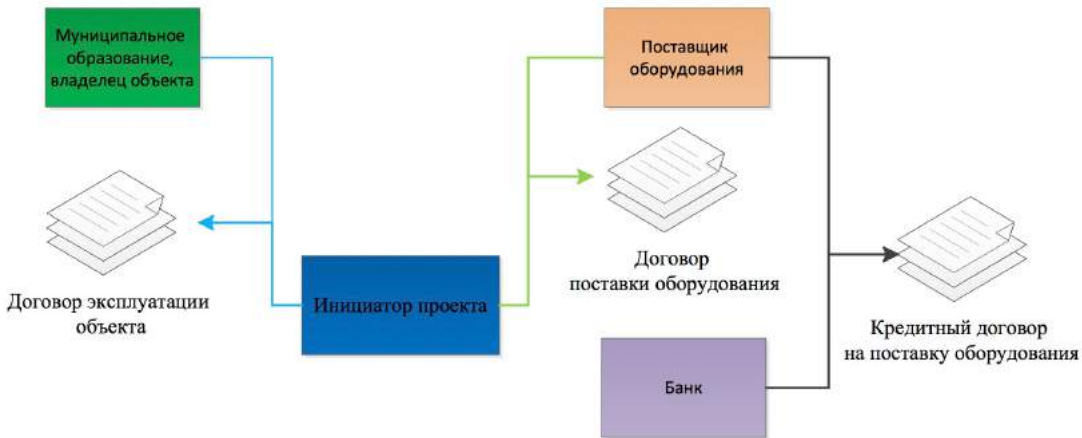 Муниципальное
образование,
владелец объекта
Поставщик
оборудования
Договор эксплуатации
объекта
Инициатор проекта
Договор
поставки оборудования
Банк
Кредитный договор
на поставку оборудования